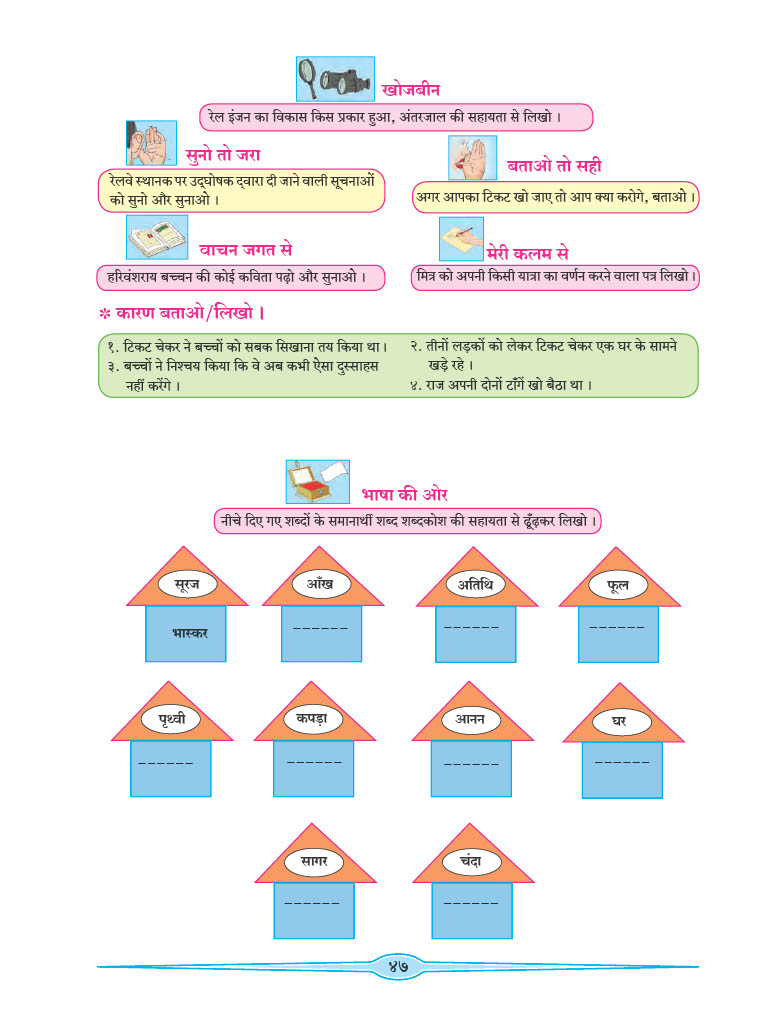 खोजबीन
रेल इंजन का विकास किस प्रकार हुआ, अंतरजाल की सहायता से लिखो ।
सुनो तो जरा
रेलवे स्थानक पर उद्‌घोषक द्‌वारा दी जाने वाली सूचनाओं
को सुनो और सुनाओ ।
बताओ तो सही
अगर आपका टिकट खो जाए तो आप क्या करोगे, बताओ ।
वाचन जगत से
हरिवंशराय बच्चन की कोई कविता पढ़ो और सुनाओ ।
मेरी कलम से
मित्र को अपनी किसी यात्रा का वर्णन करने वाला पत्र लिखो ।
* कारण बताओ/लिखो ।
१. टिकट चेकर ने बच्चों को सबक सिखाना तय किया था ।
२. तीनों लड़कों को लेकर टिकट चेकर एक घर के सामने
खड़े रहे ।
३. बच्चों ने निश्चय किया कि वे अब कभी ऐसा दुस्साहस
नहीं करेंगे ।
४. राज अपनी दोनों टाँगें खो बैठा था ।
भाषा की ओर
नीचे दिए गए शब्दों के समानार्थी शब्द शब्दकोश की सहायता से ढूँढ़कर लिखो ।
सूरज आँख अतिथि फूल
भास्कर ------ ------ ------
पृथ्वी कपड़ा आनन घर
------ ------ ------ ------
सागर चंदा
------ ------
४७